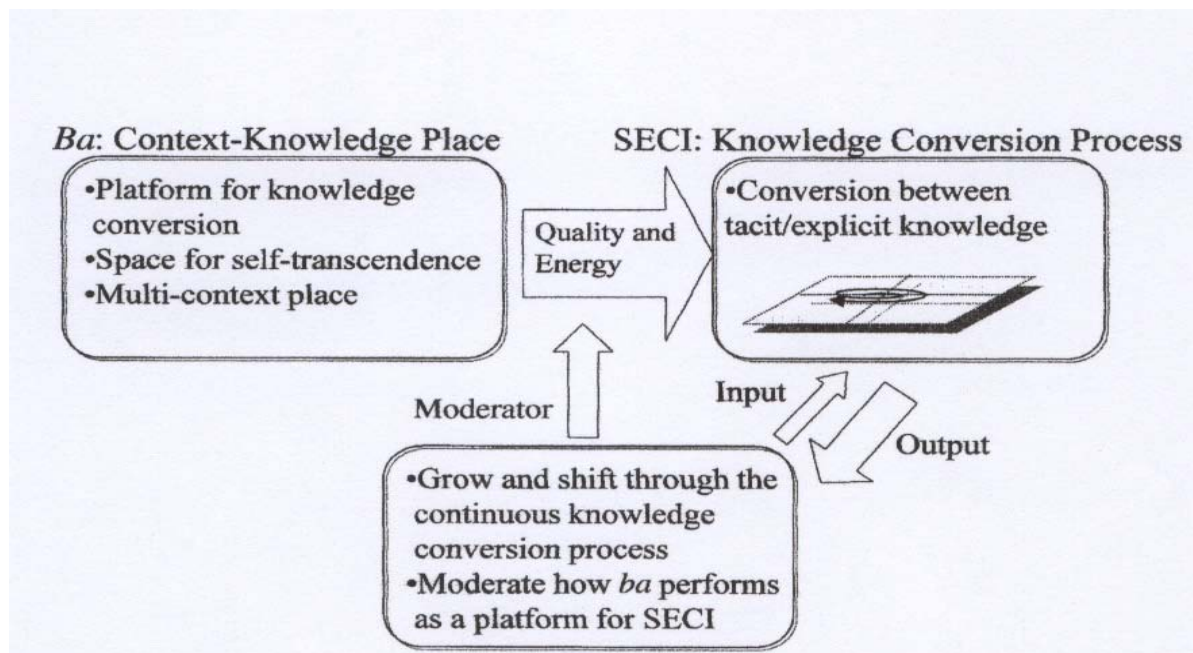 Ba: Context-Knowledge Place
•Platform for knowledge
conversion
•Space for self-transcendence
•Multi-context place
Quality and
Energy
SECI: Knowledge Conversion Process
•Conversion between
tacit/explicit knowledge
Moderator
Input
Output
•Grow and shift through the
continuous knowledge
conversion process
•Moderate how ba performs
as a platform for SECI